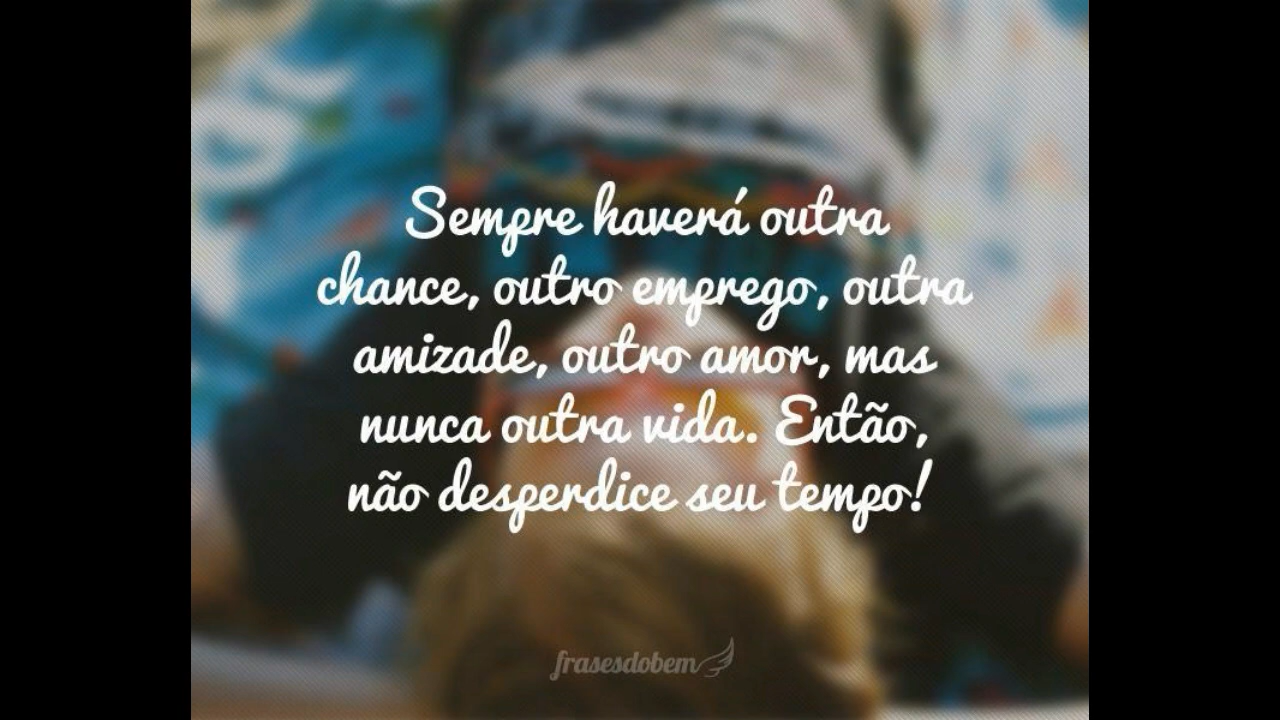 Sempre haverá outra
chance, outro emprego, outra
amizade, outro amor, mas
nunca outra vida. Então,
não desperdice seu tempo!
frasesdobem